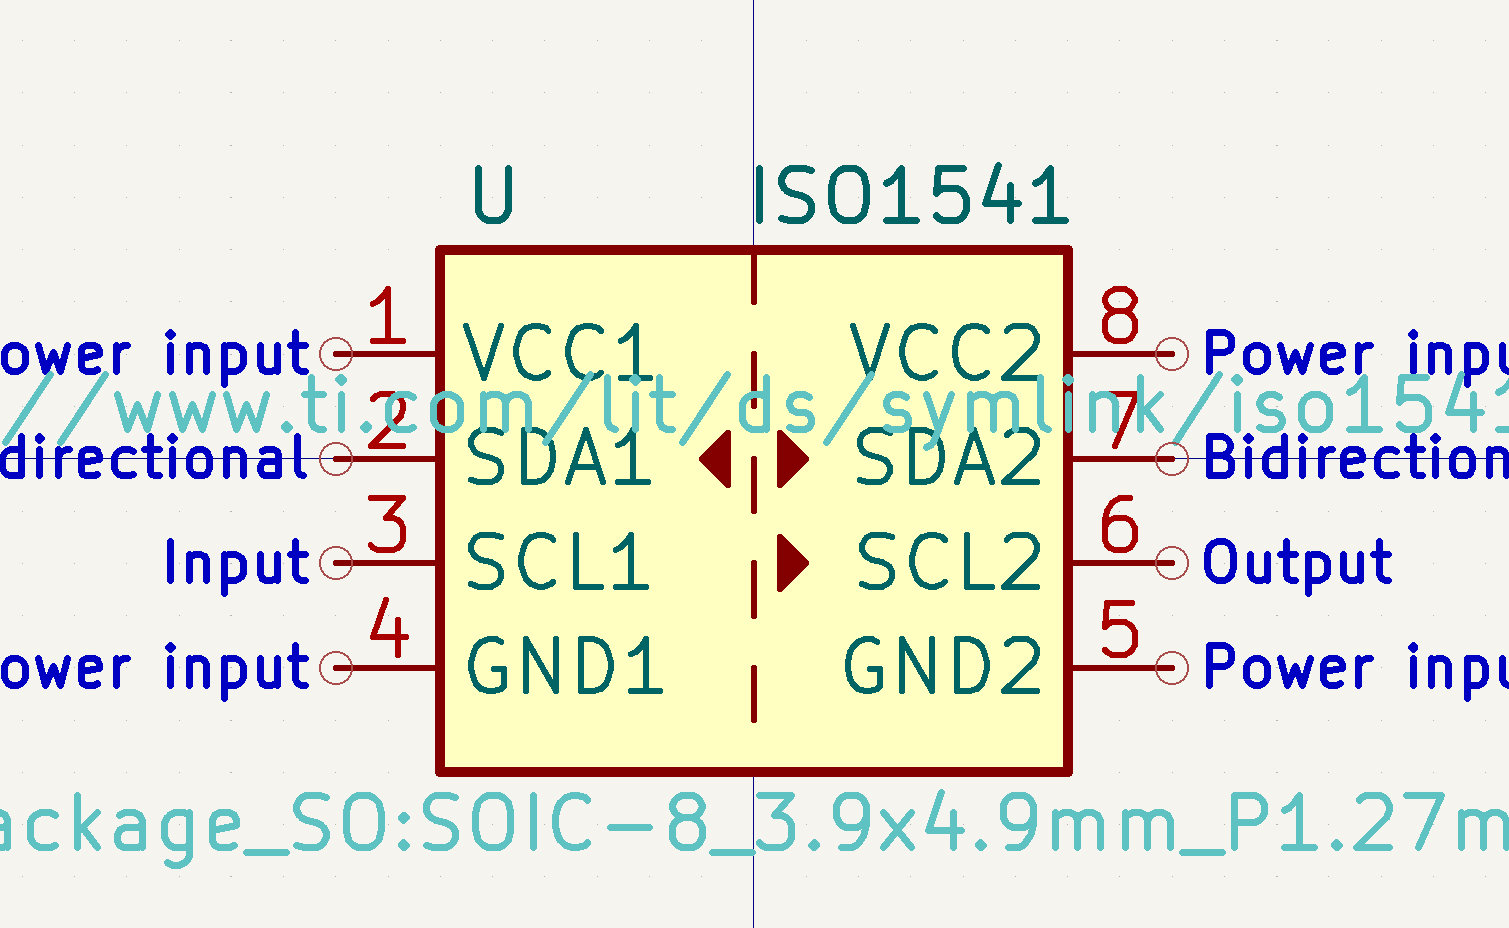 U ISO1541
1 8
ower input VCC1 VCC2 Power inpu
//www.ti.com/lit/ds/symlink/iso1541
2 7
directional SDA1 SDA2 Bidirection
3 6
Input SCL1 SCL2 Output
4 5
ower input GND1 GND2 Power inpu
ackage_SO:SOIC-8_3.9x4.9mm_P1.27m